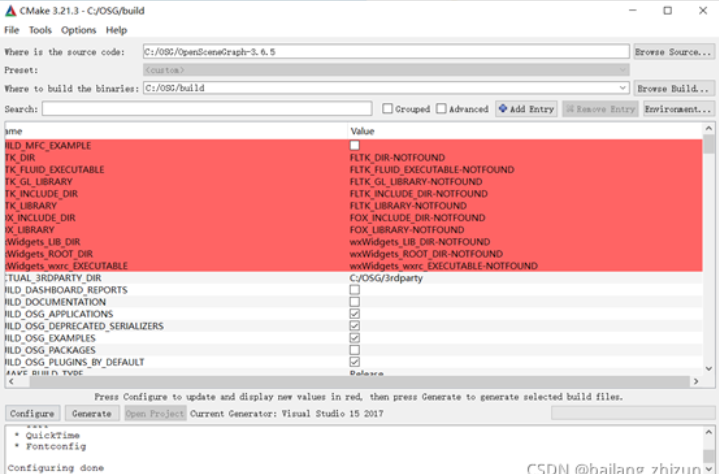 CMake 3.21.3 - C:/OSG/build
File Tools Options Help
Where is the source code: C:/OSG/OpenSceneGraph-3.6.5 Browse Source...
Preset: <custom>
Where to build the binaries: C:/OSG/build Browse Build...
Search: Grouped Advanced Add Entry Remove Entry Environment...
ame Value
ILD_MFC_EXAMPLE
TK_DIR FLTK_DIR-NOTFOUND
TK_FLUID_EXECUTABLE FLTK_FLUID_EXECUTABLE-NOTFOUND
TK_GL_LIBRARY FLTK_GL_LIBRARY-NOTFOUND
TK_INCLUDE_DIR FLTK_INCLUDE_DIR-NOTFOUND
TK_LIBRARY FLTK_LIBRARY-NOTFOUND
X_INCLUDE_DIR FOX_INCLUDE_DIR-NOTFOUND
X_LIBRARY FOX_LIBRARY-NOTFOUND
Widgets_LIB_DIR wxWidgets_LIB_DIR-NOTFOUND
Widgets_ROOT_DIR wxWidgets_ROOT_DIR-NOTFOUND
Widgets_wxrc_EXECUTABLE wxWidgets_wxrc_EXECUTABLE-NOTFOUND
CTUAL_3RDPARTY_DIR C:/OSG/3rdparty
ILD_DASHBOARD_REPORTS
ILD_DOCUMENTATION
ILD_OSG_APPLICATIONS
ILD_OSG_DEPRECATED_SERIALIZERS
ILD_OSG_EXAMPLES
ILD_OSG_PACKAGES
ILD_OSG_PLUGINS_BY_DEFAULT
MAKE_BUILD_TYPE Release
Press Configure to update and display new values in red, then press Generate to generate selected build files.
Configure Generate Open Project Current Generator: Visual Studio 15 2017
* QuickTime
* Fontconfig
Configuring done
CSDN @hailang_zhizun